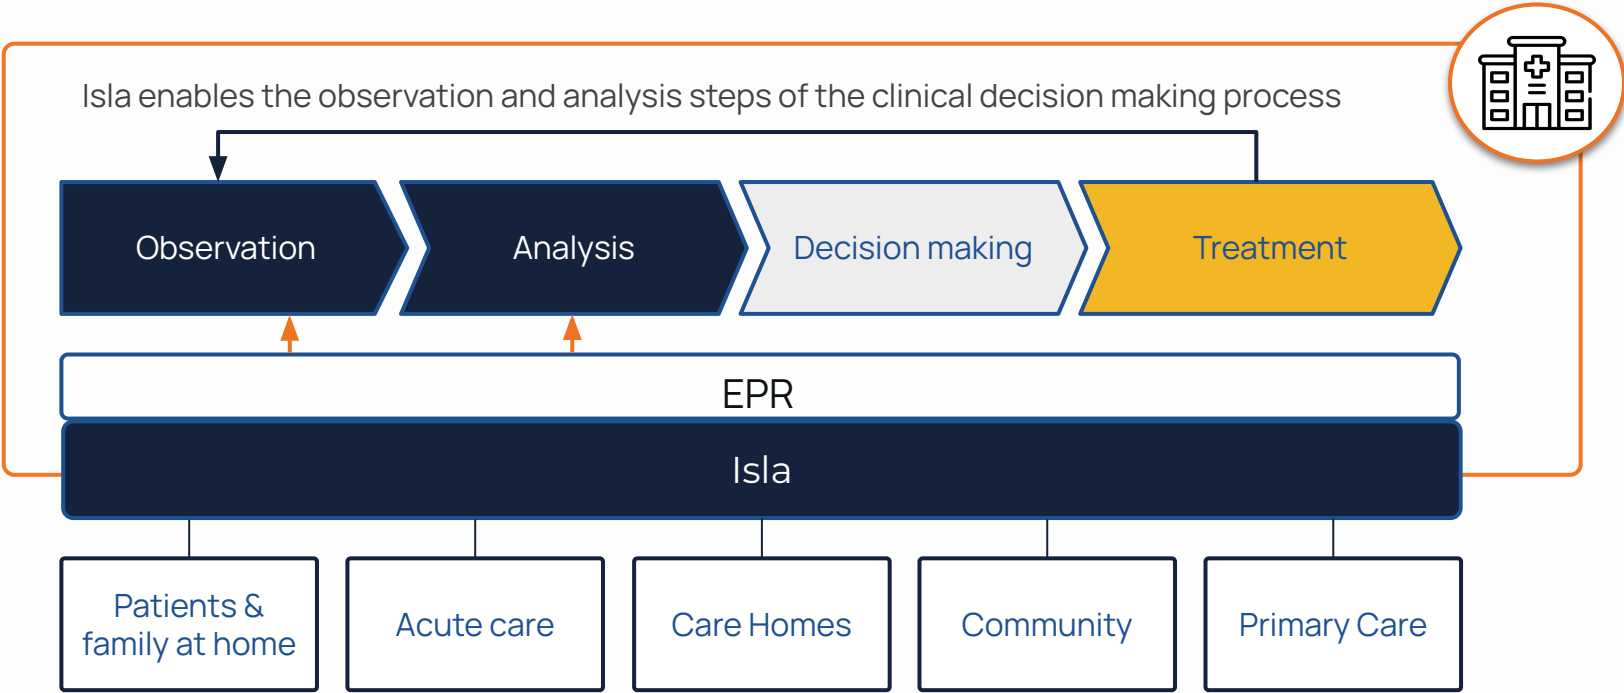 Isla enables the observation and analysis steps of the clinical decision making process
Observation
Analysis
Decision making
Treatment
EPR
Isla
Patients &
family at home
Acute care
Care Homes
Community
Primary Care